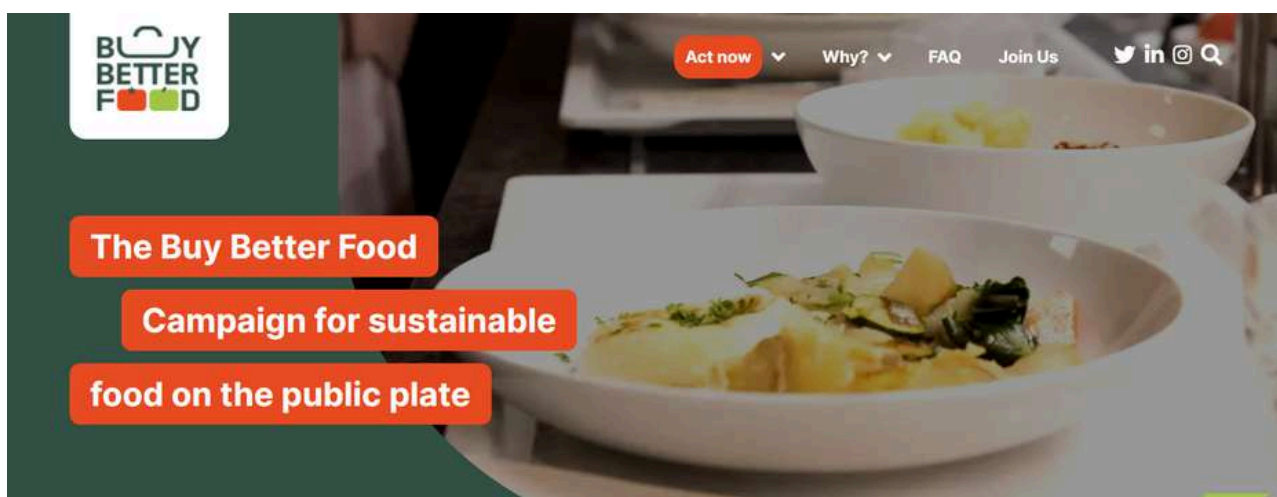 BUY
BETTER
FOOD
Act now
Why?
FAQ
Join Us
in
The Buy Better Food
Campaign for sustainable
food on the public plate